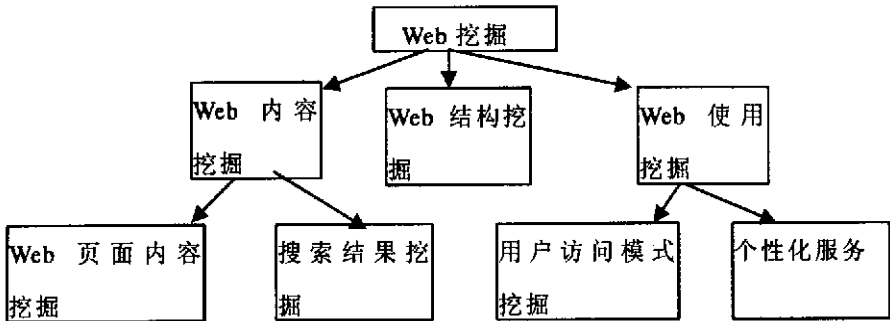 Web 挖掘
Web 内容
挖掘
Web 结构挖
掘
Web 使用
挖掘
Web 页面内容
挖掘
搜索结果挖
掘
用户访问模式
挖掘
个性化服务